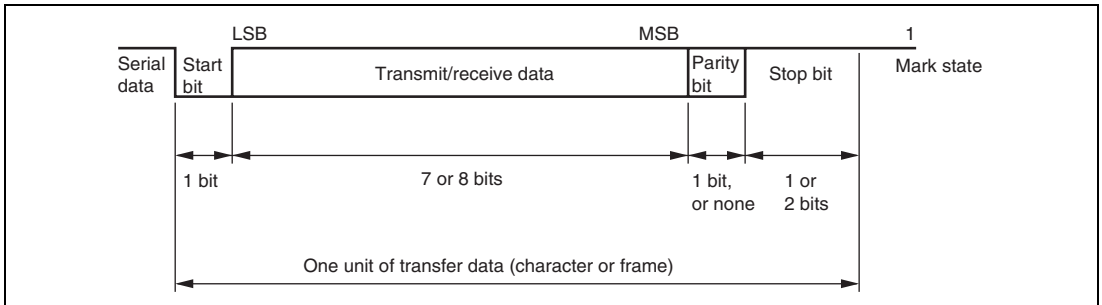 LSB MSB 1
Serial data
Start bit
Transmit/receive data
Parity bit
Stop bit
Mark state
1 bit
7 or 8 bits
1 bit, or none
1 or 2 bits
One unit of transfer data (character or frame)